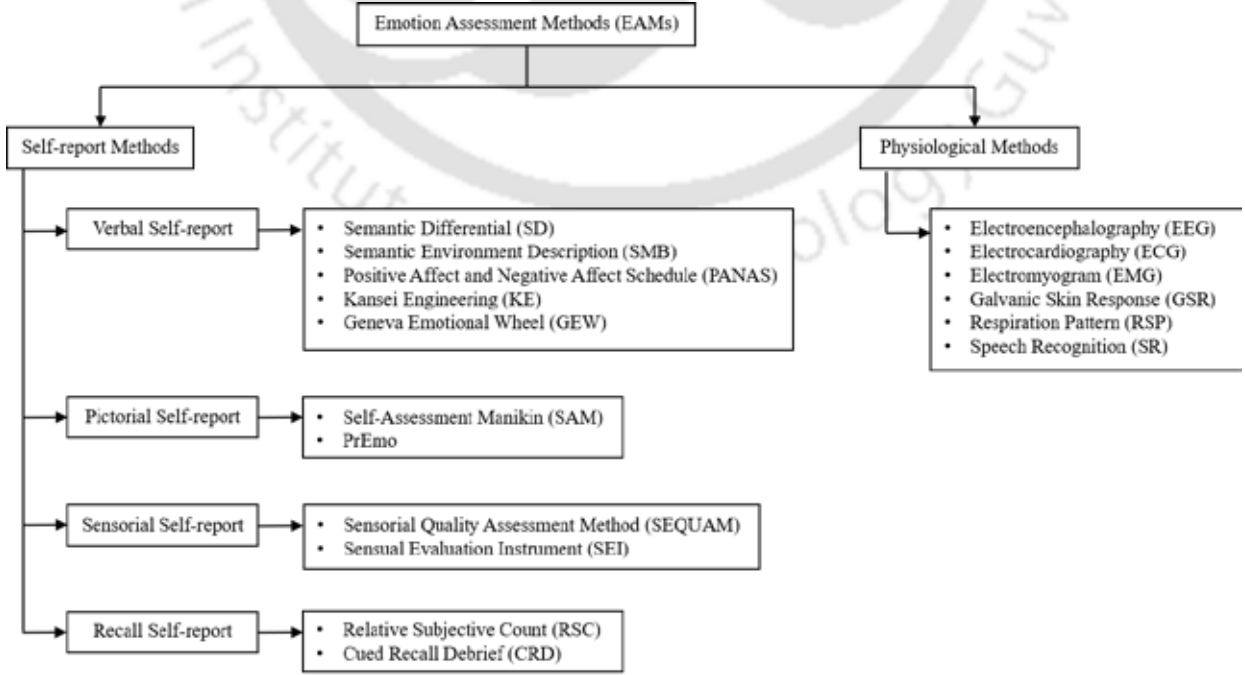 Emotion Assessment Methods (EAMs)
Self-report Methods
Physiological Methods
Verbal Self-report
• Semantic Differential (SD)
• Semantic Environment Description (SMB)
• Positive Affect and Negative Affect Schedule (PANAS)
• Kansei Engineering (KE)
• Geneva Emotional Wheel (GEW)
• Electroencephalography (EEG)
• Electrocardiography (ECG)
• Electromyogram (EMG)
• Galvanic Skin Response (GSR)
• Respiration Pattern (RSP)
• Speech Recognition (SR)
Pictorial Self-report
• Self-Assessment Manikin (SAM)
• PrEmo
Sensorial Self-report
• Sensorial Quality Assessment Method (SEQUAM)
• Sensual Evaluation Instrument (SEI)
Recall Self-report
• Relative Subjective Count (RSC)
• Cued Recall Debrief (CRD)